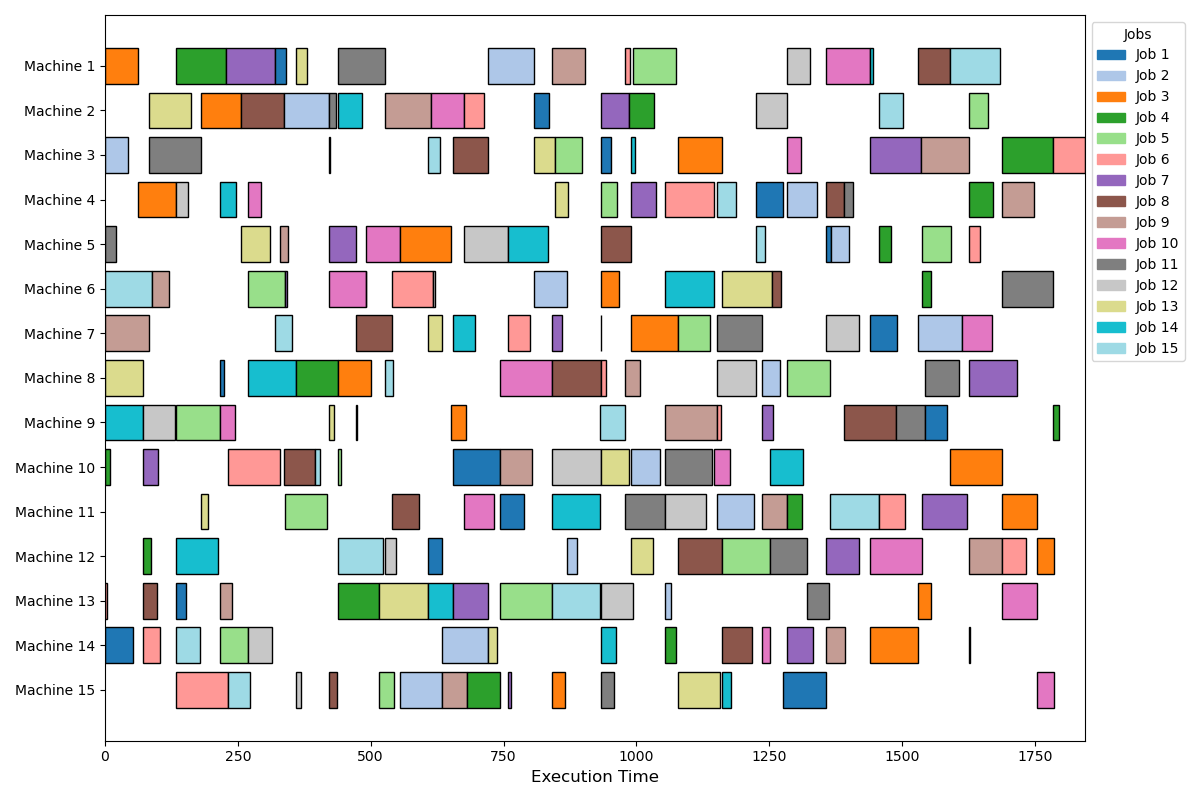 Machine 1
Machine 2
Machine 3
Machine 4
Machine 5
Machine 6
Machine 7
Machine 8
Machine 9
Machine 10
Machine 11
Machine 12
Machine 13
Machine 14
Machine 15
0 250 500 750 1000 1250 1500 1750
Execution Time
Jobs
Job 1
Job 2
Job 3
Job 4
Job 5
Job 6
Job 7
Job 8
Job 9
Job 10
Job 11
Job 12
Job 13
Job 14
Job 15